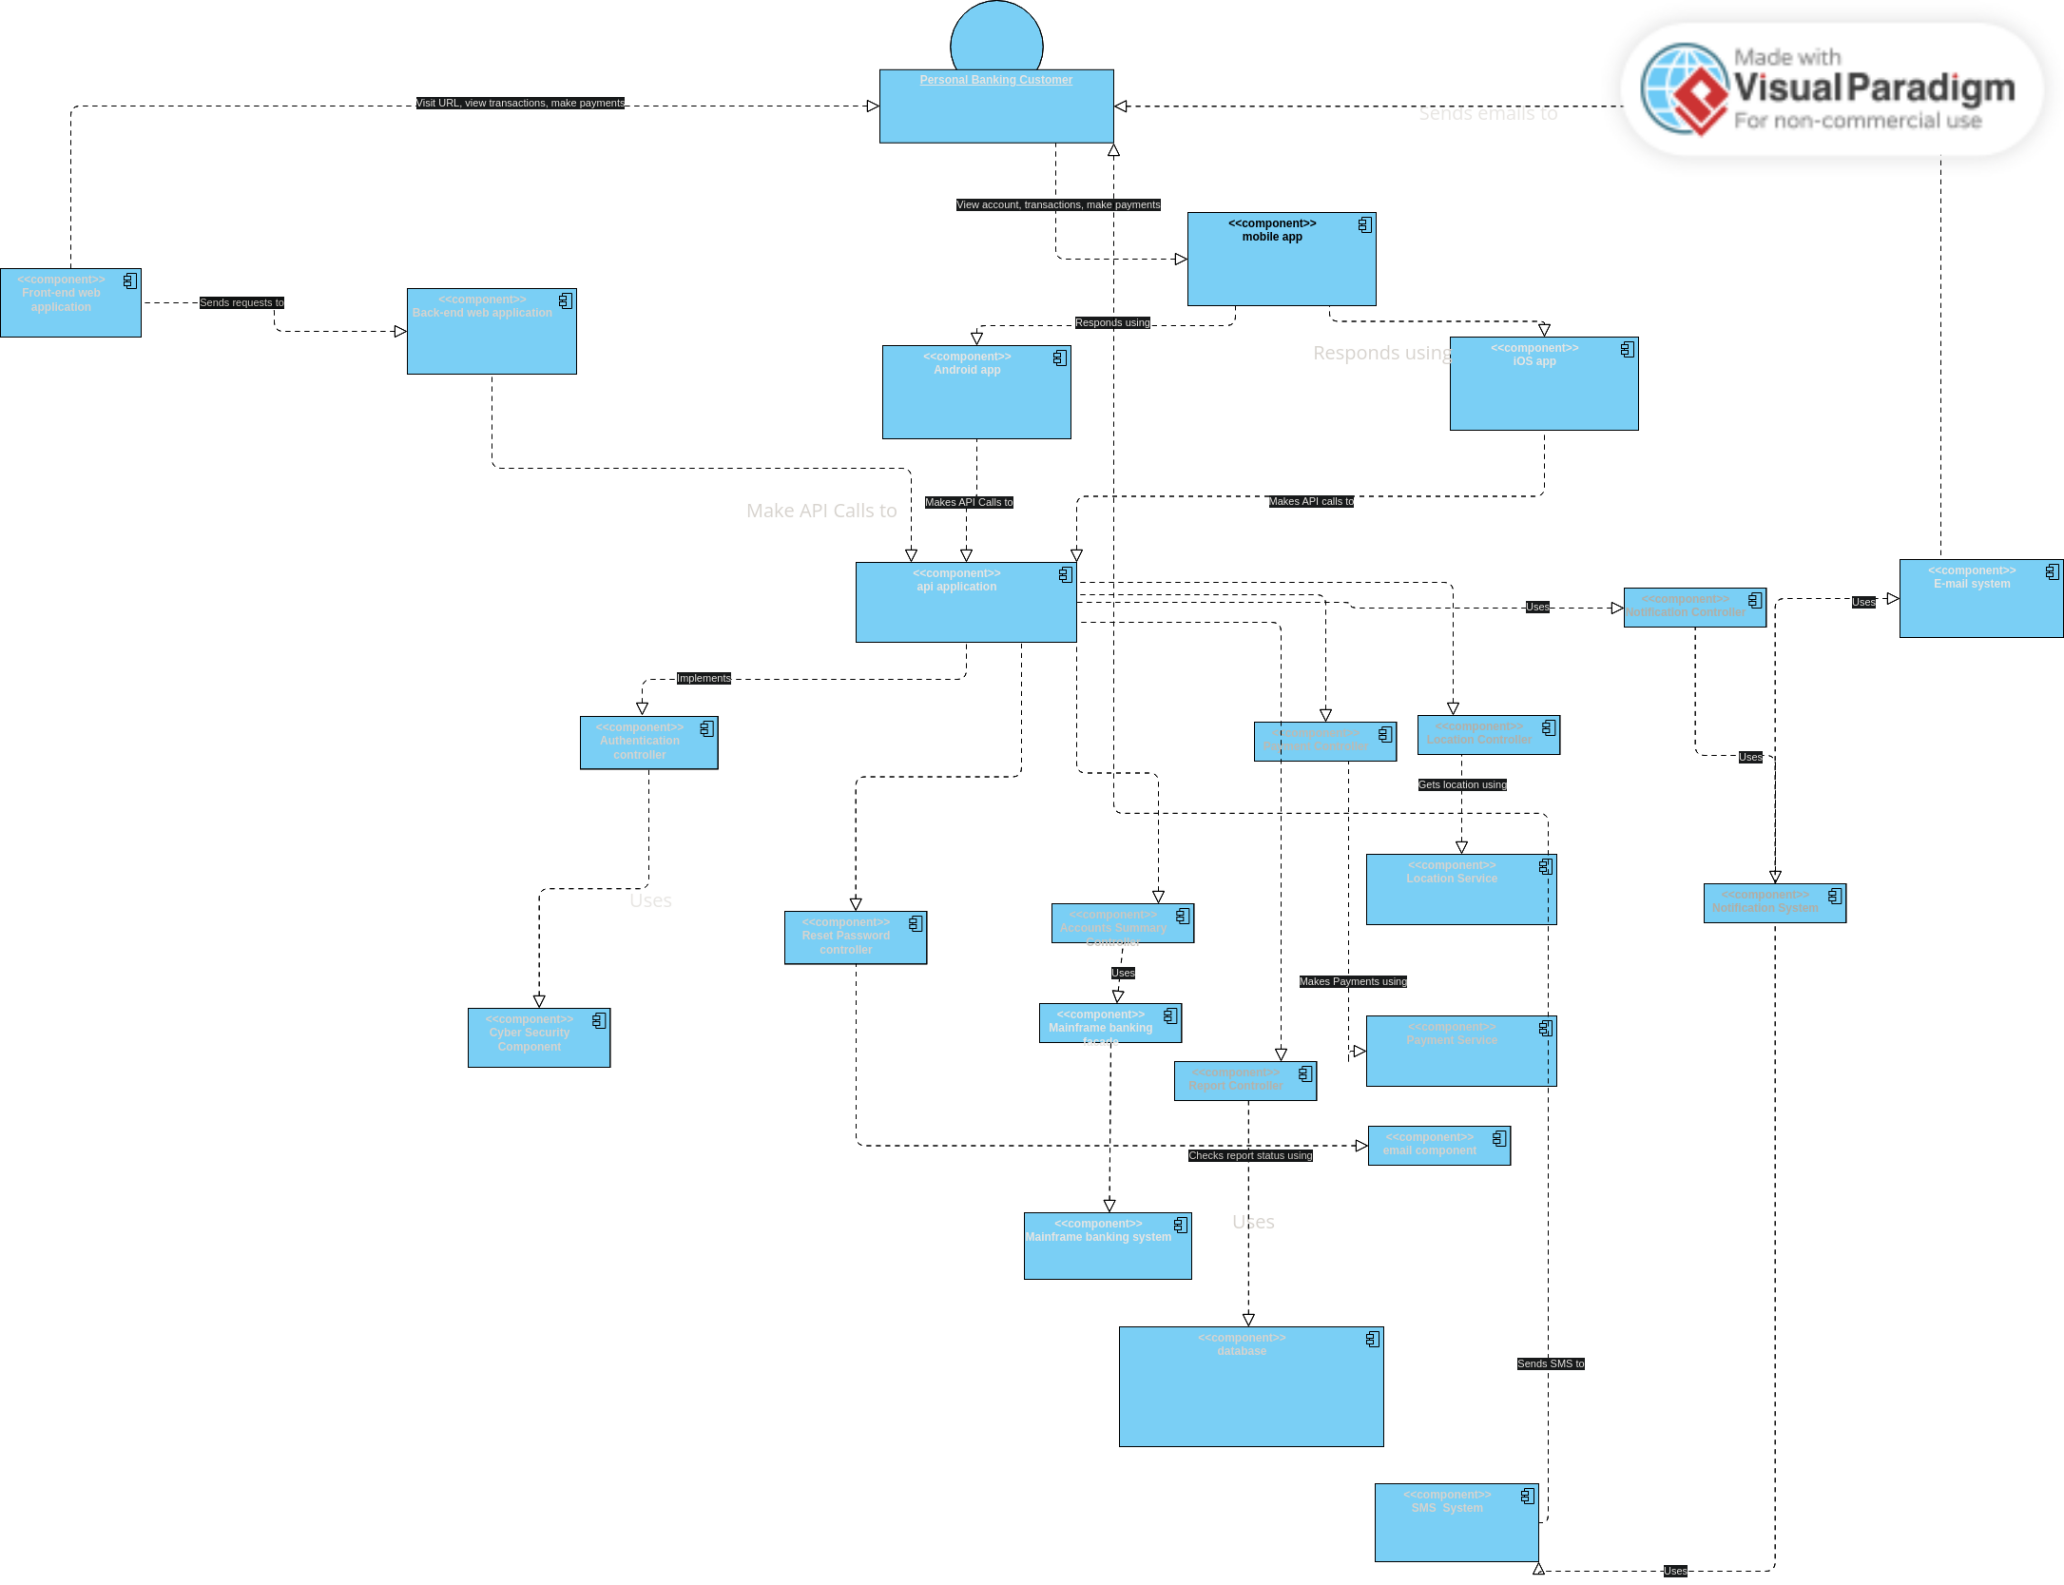 Made with
Visual Paradigm
For non-commercial use
Personal Banking Customer
Visit URL, view transactions, make payments
Sends emails to
View account, transactions, make payments
<<component>>
mobile app
<<component>>
Front-end web
application
Sends requests to
<<component>>
Back-end web application
Responds using
<<component>>
Android app
Responds using
<<component>>
iOS app
Make API Calls to
Makes API Calls to
Makes API calls to
<<component>>
api application
Uses
<<component>>
Notification Controller
Uses
<<component>>
E-mail system
Implements
<<component>>
Authentication
controller
<<component>>
Payment Controller
<<component>>
Location Controller
Gets location using
Uses
<<component>>
Location Service
<<component>>
Notification System
Uses
<<component>>
Reset Password
controller
<<component>>
Accounts Summary
Controller
Uses
Makes Payments using
<<component>>
Cyber Security
Component
<<component>>
Mainframe banking
facade
<<component>>
Payment Service
<<component>>
Report Controller
<<component>>
email component
Checks report status using
Uses
<<component>>
Mainframe banking system
<<component>>
database
Sends SMS to
<<component>>
SMS System
Uses